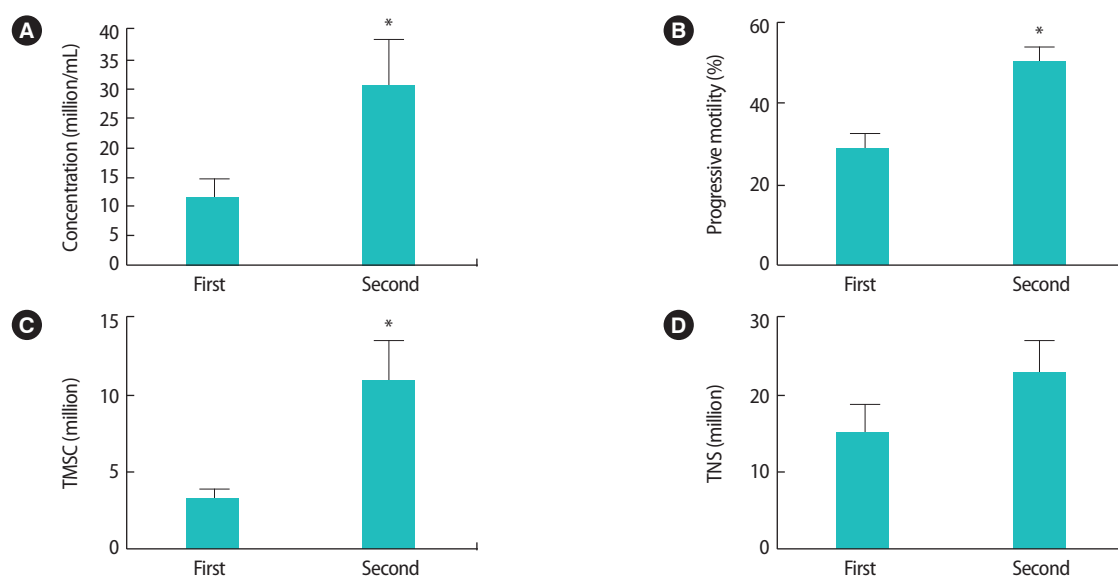 A
Concentration (million/mL)
40
35
30
25
20
15
10
5
0
*
First
Second
B
Progressive motility (%)
60
40
20
0
*
First
Second
C
TMSC (million)
15
10
5
0
*
First
Second
D
TNS (million)
30
20
10
0
First
Second